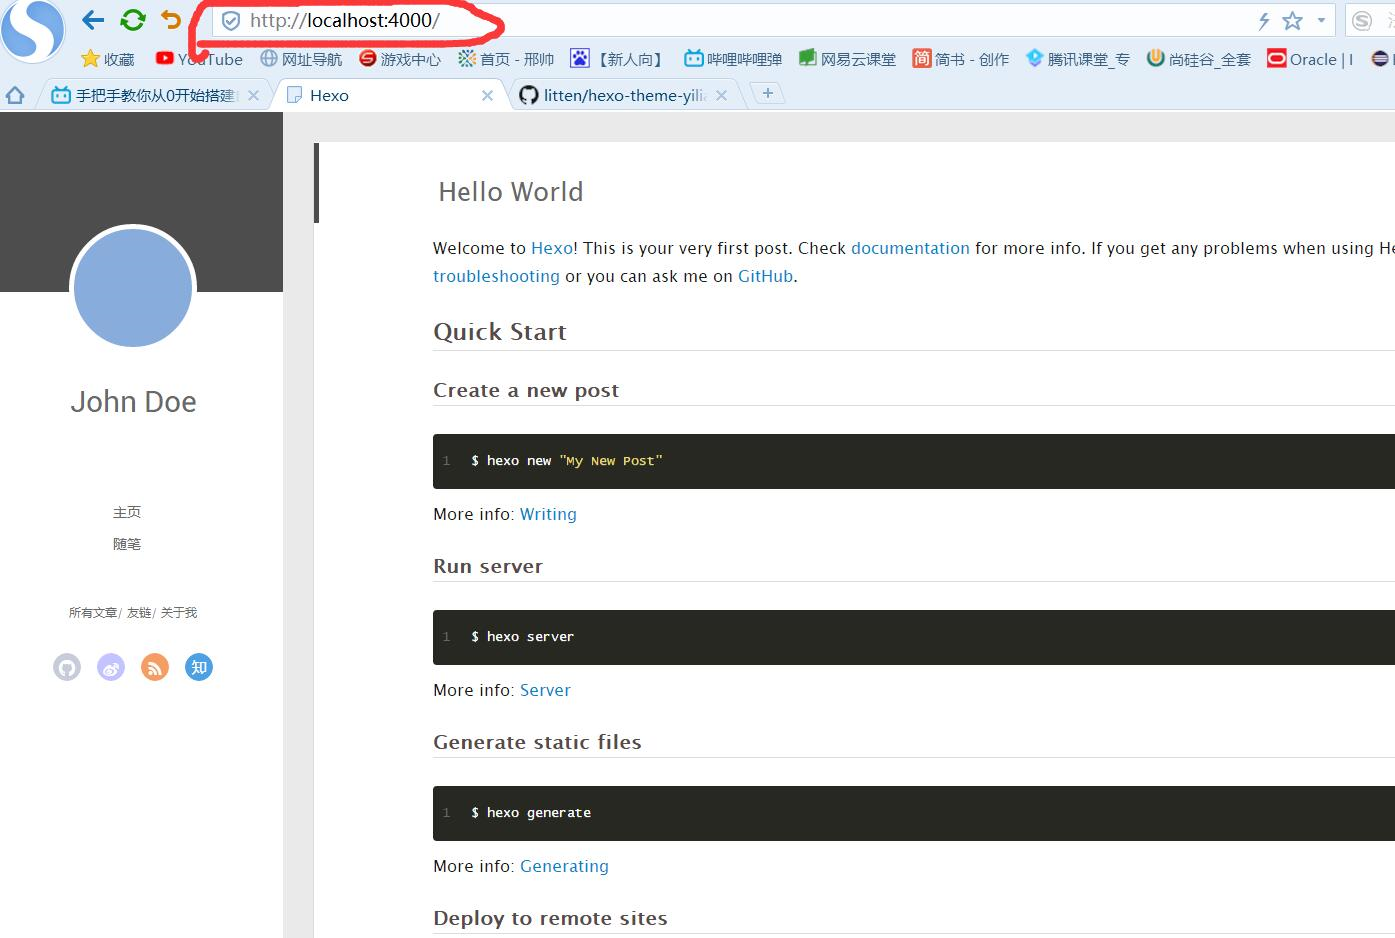 http://localhost:4000/
收藏 YouTube 网址导航 游戏中心 首页 - 邢帅 【新人向】 哔哩哔哩弹 网易云课堂 简书 - 创作 腾讯课堂_专 尚硅谷_全套 Oracle | I
手把手教你从0开始搭建 Hexo litten/hexo-theme-yili
Hello World
Welcome to Hexo! This is your very first post. Check documentation for more info. If you get any problems when using He
troubleshooting or you can ask me on GitHub.
Quick Start
Create a new post
1 $ hexo new "My New Post"
More info: Writing
Run server
1 $ hexo server
More info: Server
Generate static files
1 $ hexo generate
More info: Generating
Deploy to remote sites
John Doe
主页
随笔
所有文章/ 友链/ 关于我
知